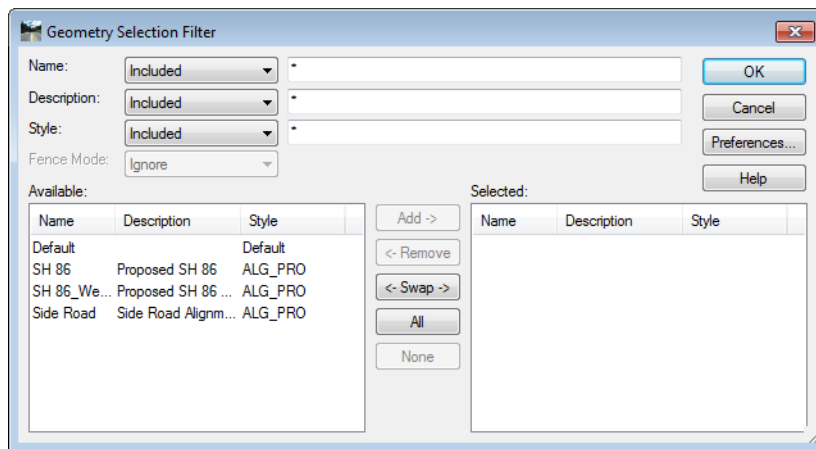 Geometry Selection Filter
Name: Included *
OK
Description: Included *
Cancel
Style: Included *
Preferences...
Fence Mode: Ignore
Help
Available:
Selected:
Name Description Style
Default Default
SH 86 Proposed SH 86 ALG_PRO
SH 86_We... Proposed SH 86 ... ALG_PRO
Side Road Side Road Alignm... ALG_PRO
Add ->
<- Remove
<- Swap ->
All
None
Name Description Style